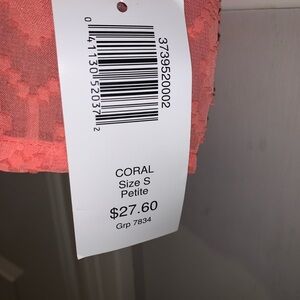 0 41130 52037 2
3739520002
CORAL
Size S
Petite
$27.60
Grp 7834